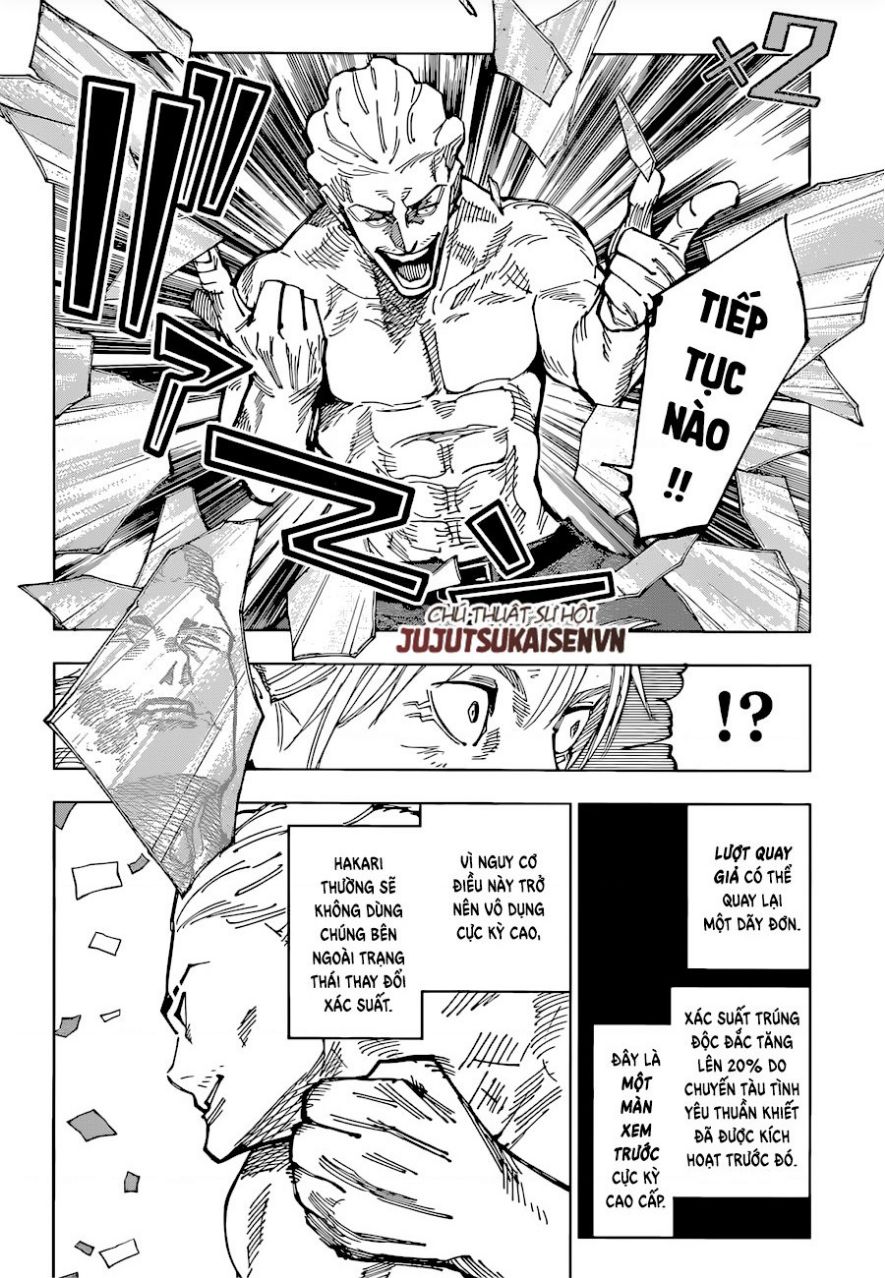 ×2
TIẾP
TỤC
NÀO
!!
CHÚ THUẬT SƯ HỒI
JUJUTSUKAISENVN
!?
LƯỢT QUAY
GIẢ CÓ THỂ
QUAY LẠI
MỘT DÃY ĐƠN.
XÁC SUẤT TRÚNG
ĐỘC ĐẮC TĂNG
LÊN 20% DO
CHUYẾN TÀU TÌNH
YÊU THUẦN KHIẾT
ĐÃ ĐƯỢC KÍCH
HOẠT TRƯỚC ĐÓ.
ĐÂY LÀ
MỘT
MÀN
XEM
TRƯỚC
CỰC KỲ
CAO CẤP.
VÌ NGUY CƠ
ĐIỀU NÀY TRỞ
NÊN VÔ DỤNG
CỰC KỲ CAO,
HAKARI
THƯỜNG SẼ
KHÔNG DÙNG
CHÚNG BÊN
NGOÀI TRẠNG
THÁI THAY ĐỔI
XÁC SUẤT.